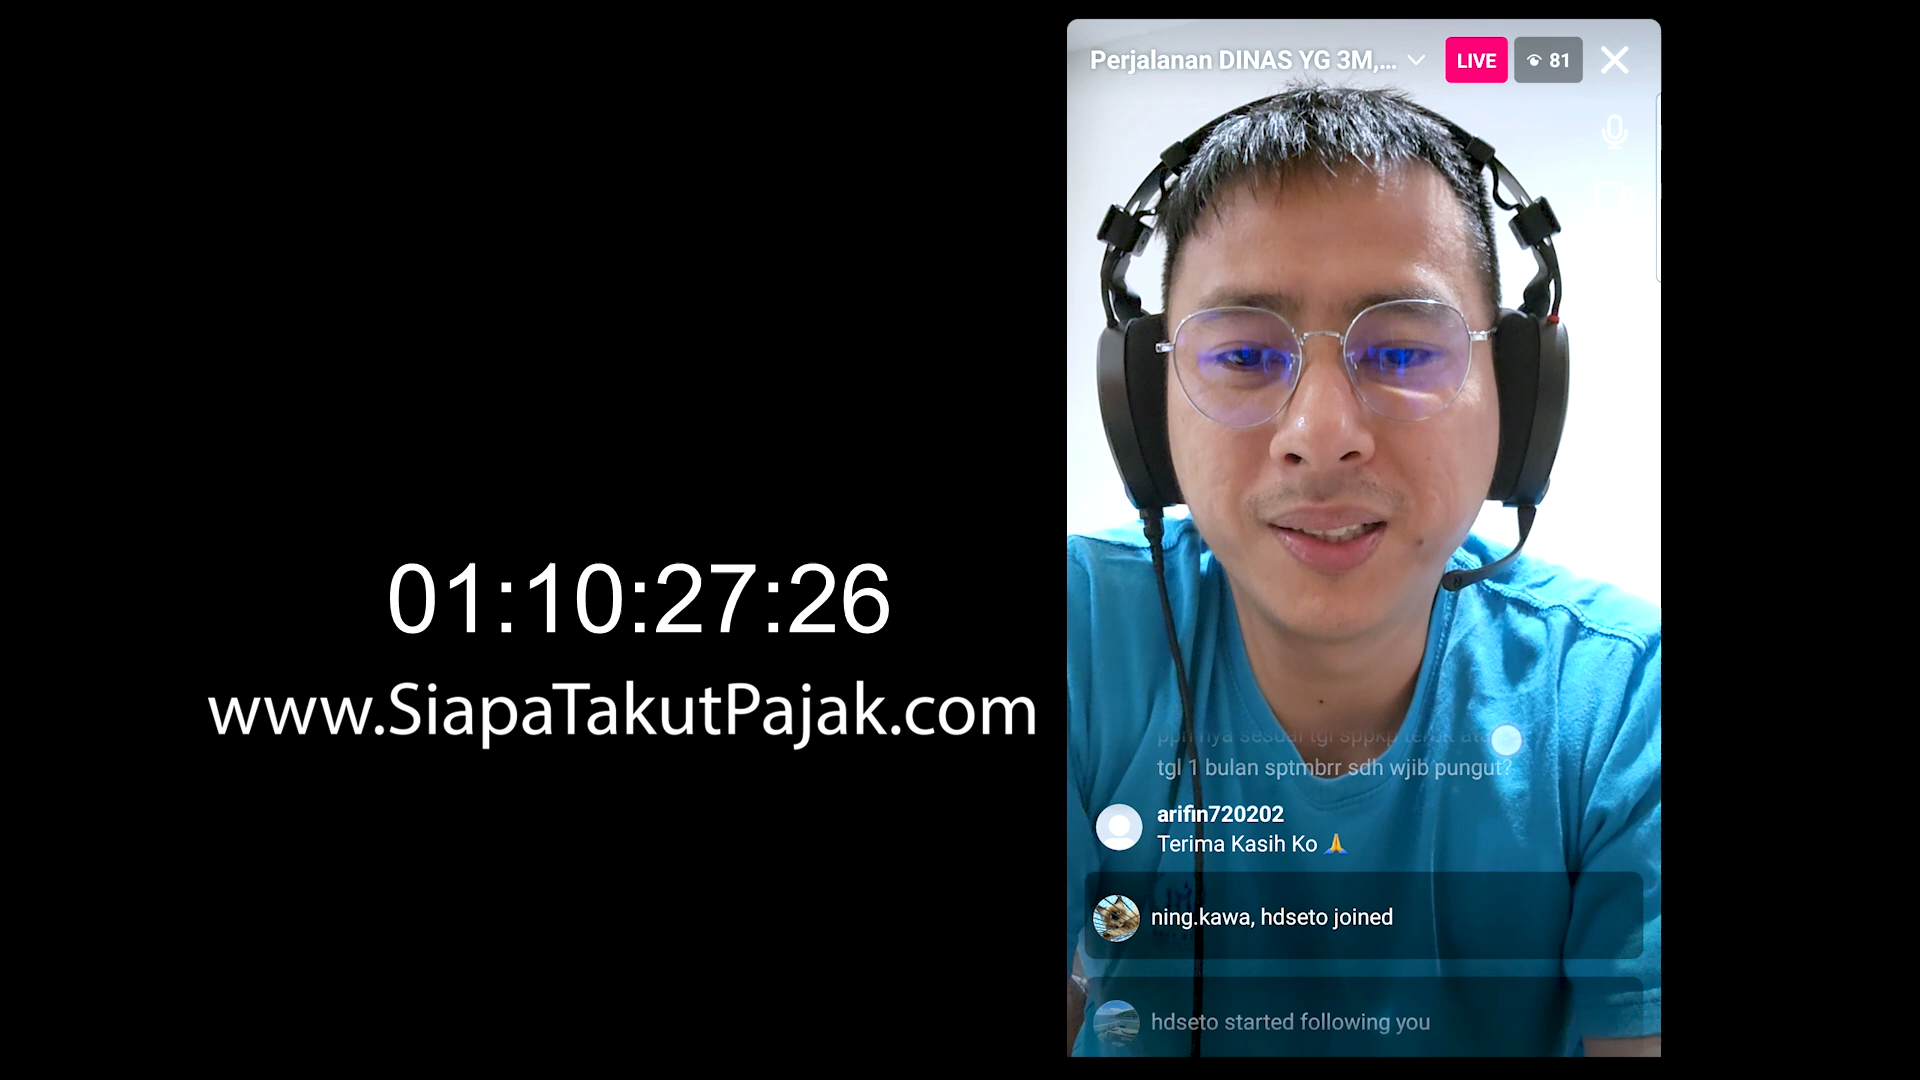 Perjalanan DINAS YG 3M,...
LIVE
81
01:10:27:26
www.SiapaTakutPajak.com
tgl 1 bulan sptmbrr sdh wjib pungut?
arifin720202
Terima Kasih Ko 🙏
ning.kawa, hdseto joined
hdseto started following you